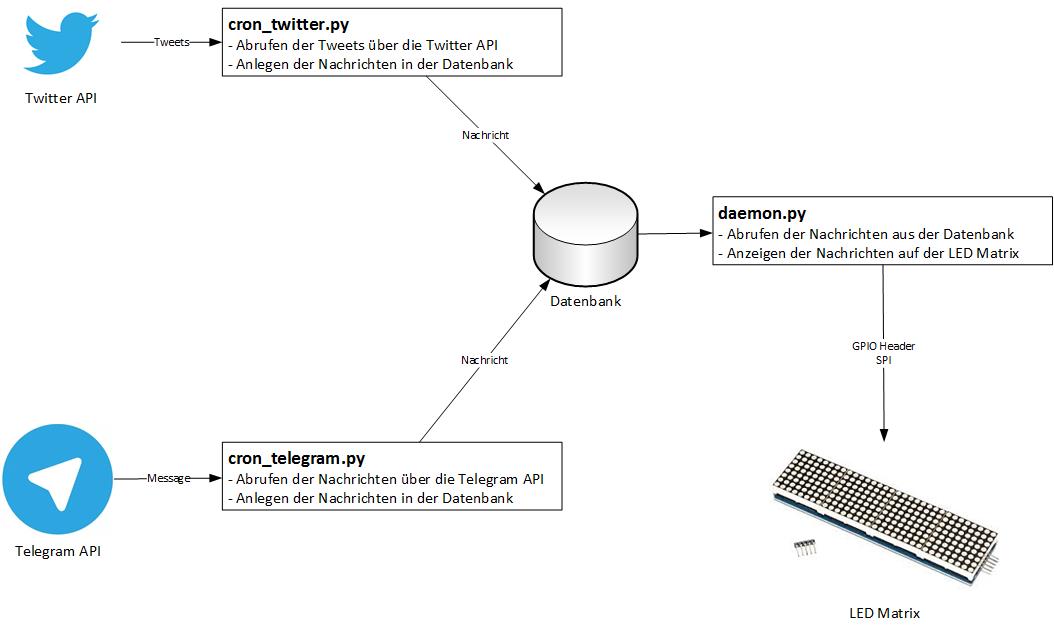 Twitter API
Tweets
cron_twitter.py
- Abrufen der Tweets über die Twitter API
- Anlegen der Nachrichten in der Datenbank
Nachricht
Datenbank
daemon.py
- Abrufen der Nachrichten aus der Datenbank
- Anzeigen der Nachrichten auf der LED Matrix
Nachricht
GPIO Header
SPI
Telegram API
Message
cron_telegram.py
- Abrufen der Nachrichten über die Telegram API
- Anlegen der Nachrichten in der Datenbank
LED Matrix